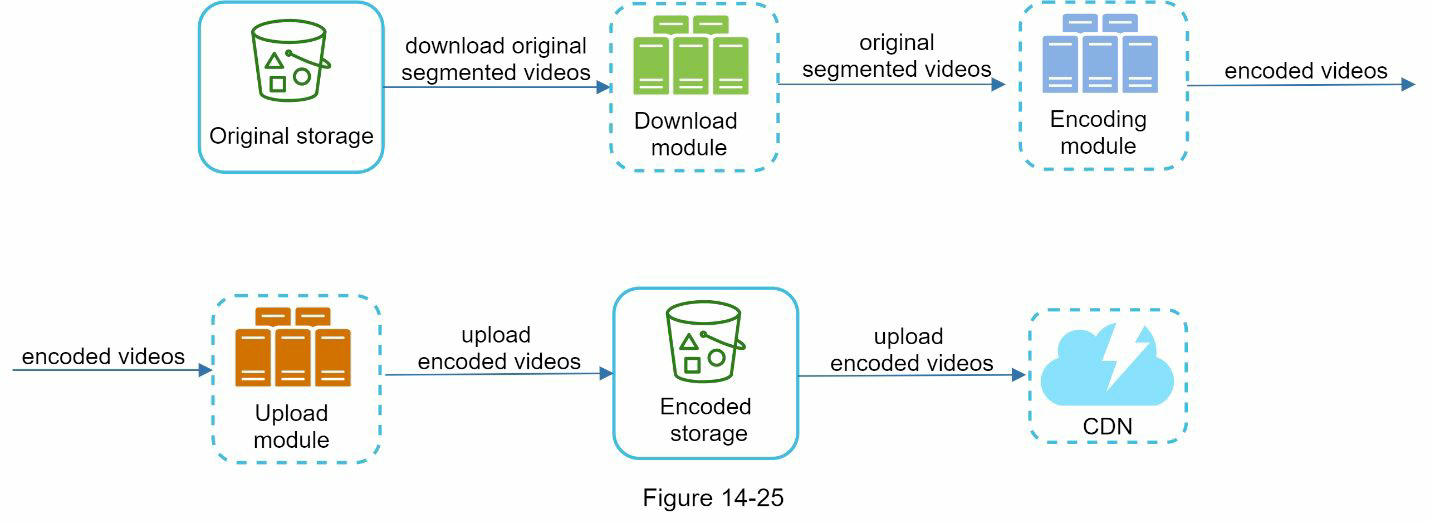 download original
segmented videos
original
segmented videos
encoded videos
Original storage
Download
module
Encoding
module
encoded videos
upload
encoded videos
upload
encoded videos
Upload
module
Encoded
storage
CDN
Figure 14-25